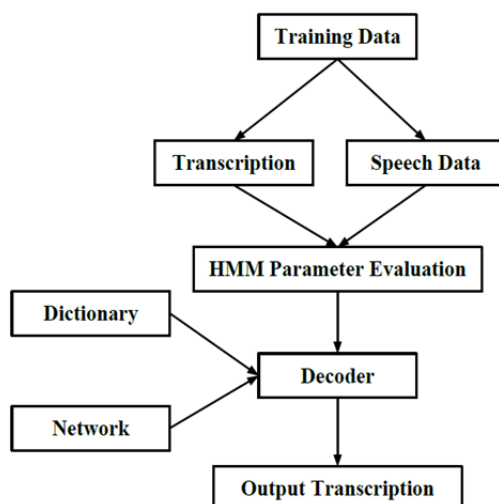 Training Data
Transcription
Speech Data
HMM Parameter Evaluation
Dictionary
Decoder
Network
Output Transcription